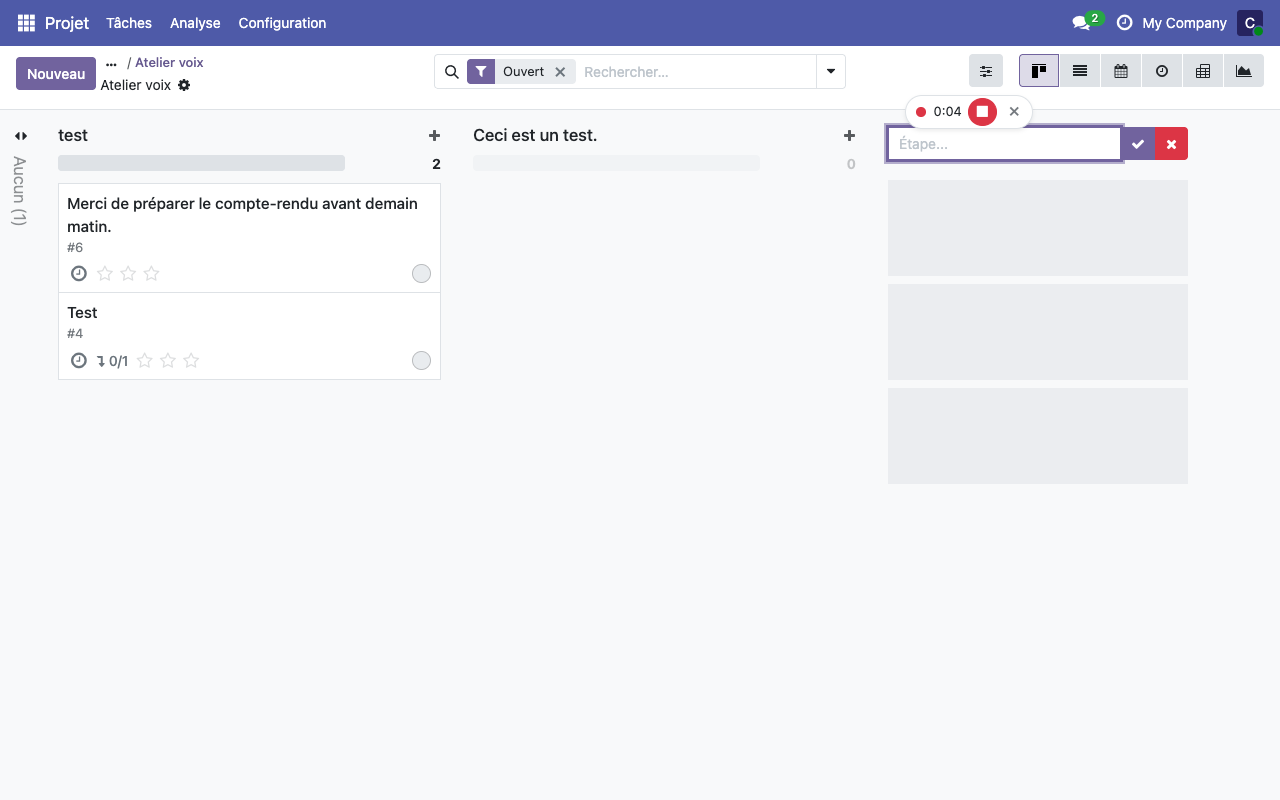 Projet Tâches Analyse Configuration 2 My Company C
Nouveau ... / Atelier voix
Atelier voix
Ouvert Rechercher...
0:04
Aucun (1)
test
2
Merci de préparer le compte-rendu avant demain
matin.
#6
Test
#4
0/1
Ceci est un test.
0
Étape...